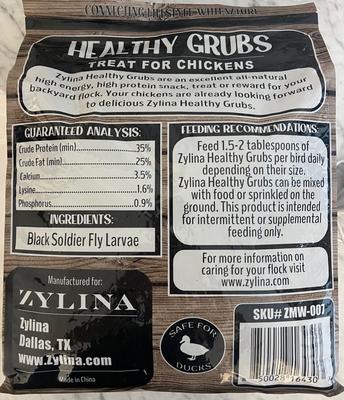 CONNECTING LIFESTYLE WITH NATURE
HEALTHY GRUBS
TREAT FOR CHICKENS
Zylina Healthy Grubs are an excellent all-natural
high energy, high protein snack, treat or reward for your
backyard flock. Your chickens are already looking forward
to delicious Zylina Healthy Grubs.
GUARANTEED ANALYSIS:
Crude Protein (min)...................35%
Crude Fat (min).........................25%
Calcium....................................3.5%
Lysine......................................1.6%
Phosphorus..............................0.9%
INGREDIENTS:
Black Soldier Fly Larvae
FEEDING RECOMMENDATIONS:
Feed 1.5-2 tablespoons of
Zylina Healthy Grubs per bird daily
depending on their size.
Zylina Healthy Grubs can be mixed
with food or sprinkled on the
ground. This product is intended
for intermittent or supplemental
feeding only.
For more information on
caring for your flock visit
www.zylina.com
Manufactured for:
ZYLINA
Zylina
Dallas, TX
www.Zylina.com
Made in China
SAFE FOR
DUCKS
SKU# ZMW-007
50028 16430